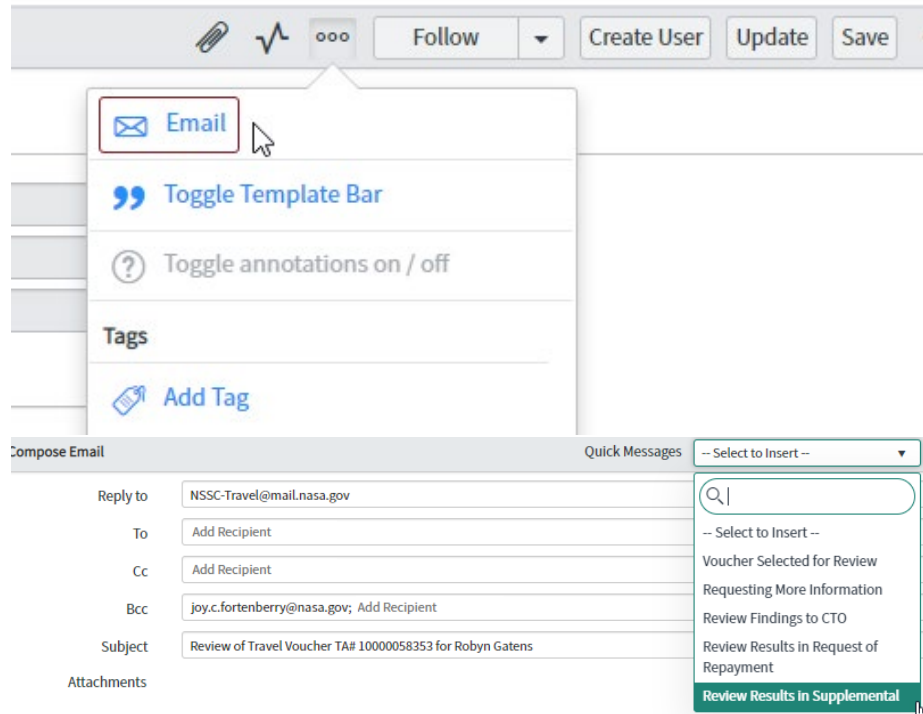 Follow Create User Update Save
Email
Toggle Template Bar
Toggle annotations on / off
Tags
Add Tag
Compose Email Quick Messages -- Select to Insert --
Reply to NSSC-Travel@mail.nasa.gov
To Add Recipient
-- Select to Insert --
Voucher Selected for Review
Cc Add Recipient
Requesting More Information
Bcc joy.c.fortenberry@nasa.gov; Add Recipient
Review Findings to CTO
Subject Review of Travel Voucher TA# 10000058353 for Robyn Gatens
Review Results in Request of
Repayment
Attachments
Review Results in Supplemental